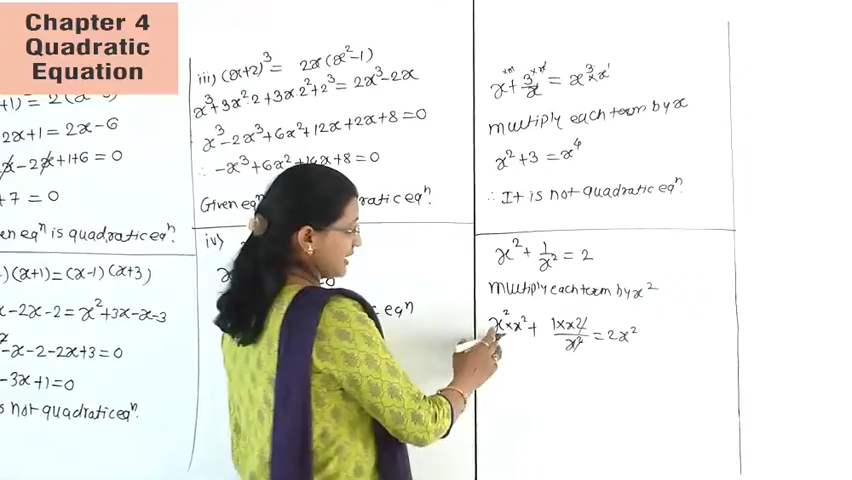 Chapter 4
Quadratic
Equation
+1) = 2(x
2x+1 = 2x-6
x-2x+1+6=0
+7=0
en eqⁿ is quadratic eqⁿ.
-)(x+1)=(x-1)(x+3)
x-2x-2=x²+3x-x-3
-x-2-2x+3=0
-3x+1=0
s not quadratic eqⁿ.
iii) (x+2)³ = 2x(x²-1)
x³+3x²·2+3x·2²+2³=2x³-2x
x³-2x³+6x²+12x+2x+8=0
∴ -x³+6x²+14x+8=0
Given eqⁿ ratic eqⁿ.
iv)
eqⁿ
x^×x + 3^×x/x = x³×x¹
multiply each term by x
x²+3=x⁴
∴ It is not quadratic eqⁿ.
x²+1/x²=2
multiply each term by x²
x²×x²+ 1×x²/x² = 2x²